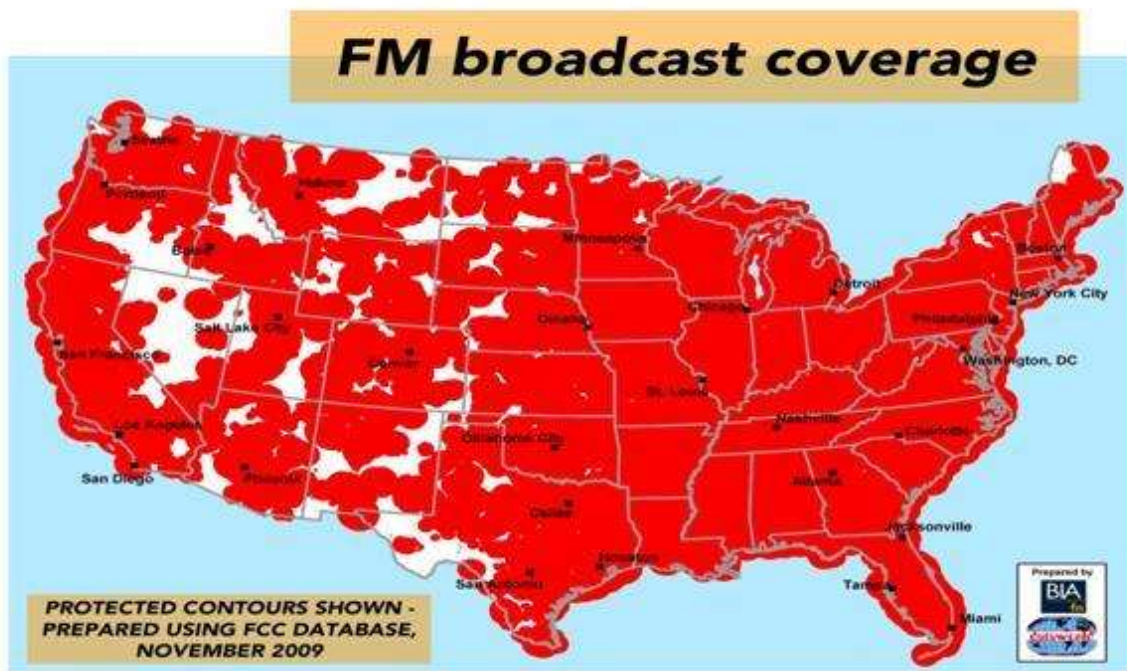 FM broadcast coverage
Seattle
Portland
Helena
Boise
Minneapolis
Boston
Detroit
New York City
Chicago
Philadelphia
Salt Lake City
Omaha
San Francisco
Denver
Washington, DC
St. Louis
Nashville
Los Angeles
Oklahoma City
Charlotte
San Diego
Phoenix
Atlanta
Dallas
Jacksonville
Houston
San Antonio
Tampa
Miami
Prepared by
BIA
fn
PROTECTED CONTOURS SHOWN -
PREPARED USING FCC DATABASE,
NOVEMBER 2009